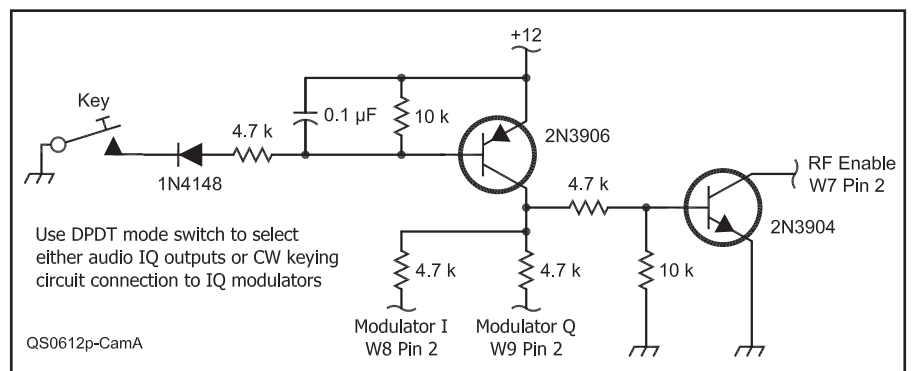 +12
Key
0.1 µF
10 k
4.7 k
2N3906
1N4148
RF Enable
W7 Pin 2
4.7 k
2N3904
Use DPDT mode switch to select
either audio IQ outputs or CW keying
circuit connection to IQ modulators
4.7 k
4.7 k
10 k
Modulator I
W8 Pin 2
Modulator Q
W9 Pin 2
QS0612p-CamA